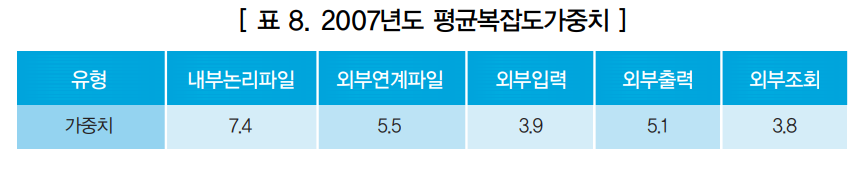 [ 표 8. 2007년도 평균복잡도가중치 ]
유형 내부논리파일 외부연계파일 외부입력 외부출력 외부조회
가중치 7.4 5.5 3.9 5.1 3.8